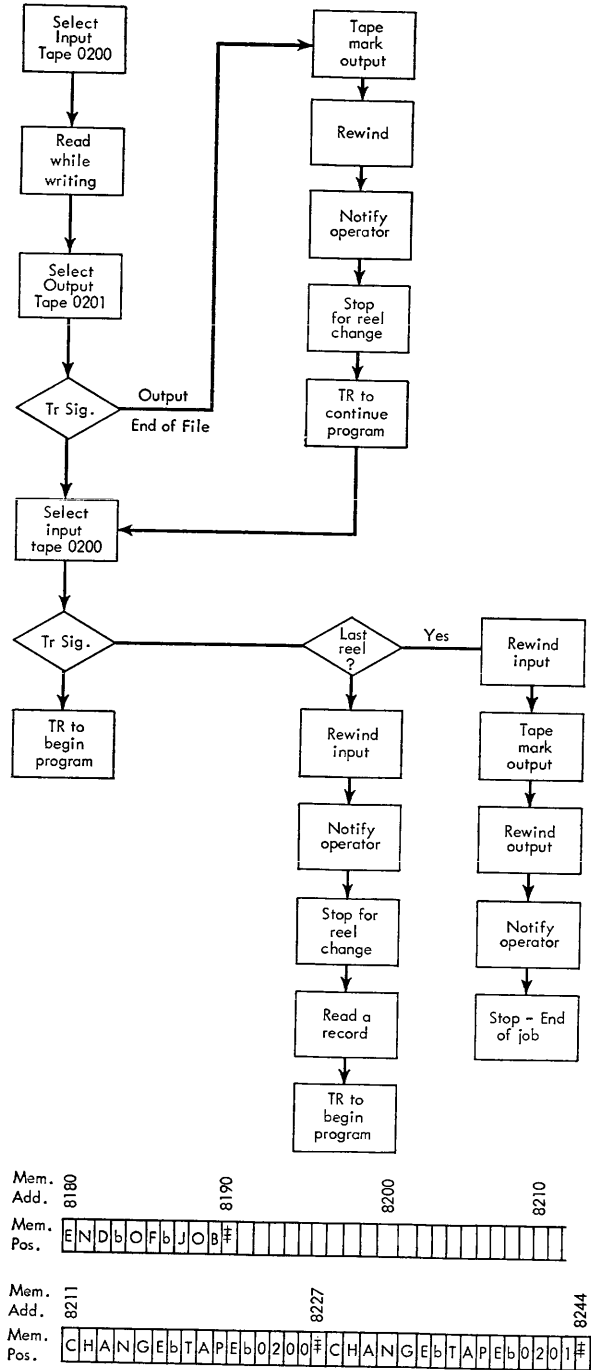 Select
Input
Tape 0200
Read
while
writing
Select
Output
Tape 0201
Tr Sig.
Output
End of File
Tape
mark
output
Rewind
Notify
operator
Stop
for reel
change
TR to
continue
program
Select
input
tape 0200
Tr Sig.
TR to
begin
program
Last
reel
?
Yes
Rewind
input
Notify
operator
Stop for
reel
change
Read a
record
TR to
begin
program
Rewind
input
Tape
mark
output
Rewind
output
Notify
operator
Stop - End
of job
Mem.
Add.
8180 8190 8200 8210
Mem.
Pos.
ENDbOFbJOB‡
Mem.
Add.
8211 8227 8244
Mem.
Pos.
CHANGEbTAPEb0200‡CHANGEbTAPEb0201‡